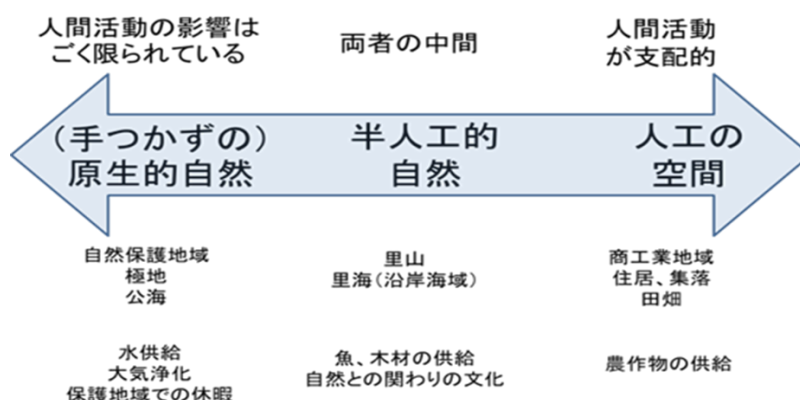 人間活動の影響は
ごく限られている
両者の中間
人間活動
が支配的
(手つかずの)
原生的自然
半人工的
自然
人工の
空間
自然保護地域
極地
公海
里山
里海(沿岸海域)
商工業地域
住居、集落
田畑
水供給
大気浄化
保護地域での休暇
魚、木材の供給
自然との関わりの文化
農作物の供給